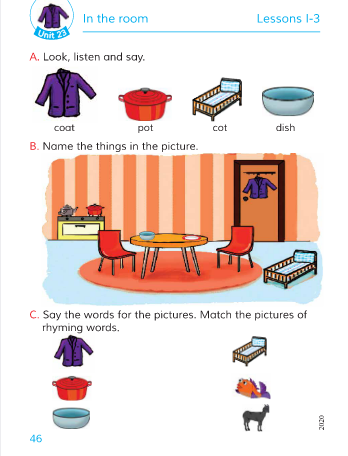 Unit 23
In the room
Lessons 1-3
A. Look, listen and say.
coat
pot
cot
dish
B. Name the things in the picture.
C. Say the words for the pictures. Match the pictures of
rhyming words.
46
2020